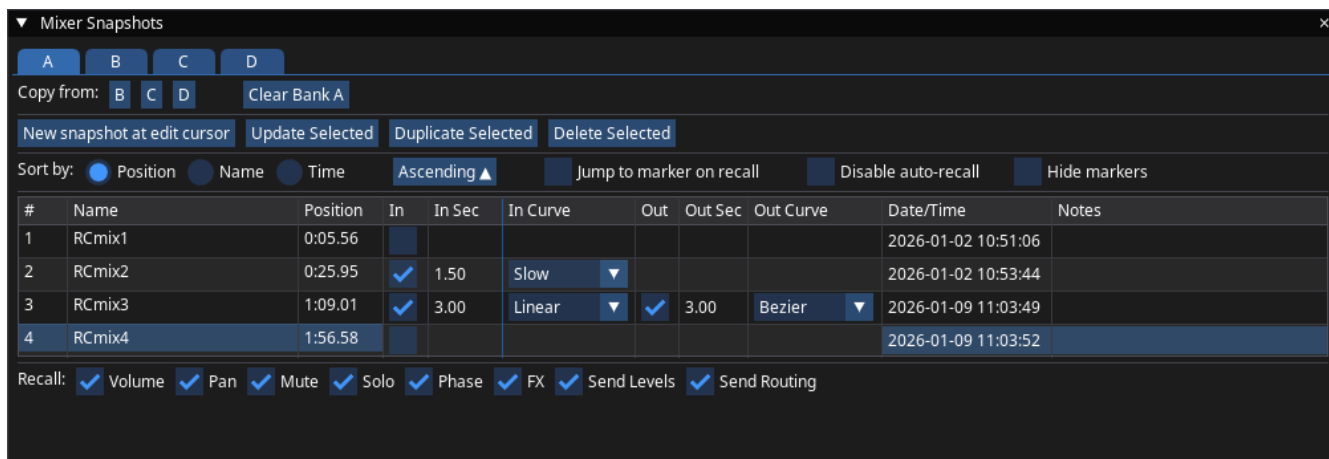 ▼ Mixer Snapshots ×
A B C D
Copy from: B C D Clear Bank A
New snapshot at edit cursor Update Selected Duplicate Selected Delete Selected
Sort by: Position Name Time Ascending ▲ Jump to marker on recall Disable auto-recall Hide markers
# Name Position In In Sec In Curve Out Out Sec Out Curve Date/Time Notes
1 RCmix1 0:05.56 2026-01-02 10:51:06
2 RCmix2 0:25.95 1.50 Slow ▼ 2026-01-02 10:53:44
3 RCmix3 1:09.01 3.00 Linear ▼ 3.00 Bezier ▼ 2026-01-09 11:03:49
4 RCmix4 1:56.58 2026-01-09 11:03:52
Recall: Volume Pan Mute Solo Phase FX Send Levels Send Routing